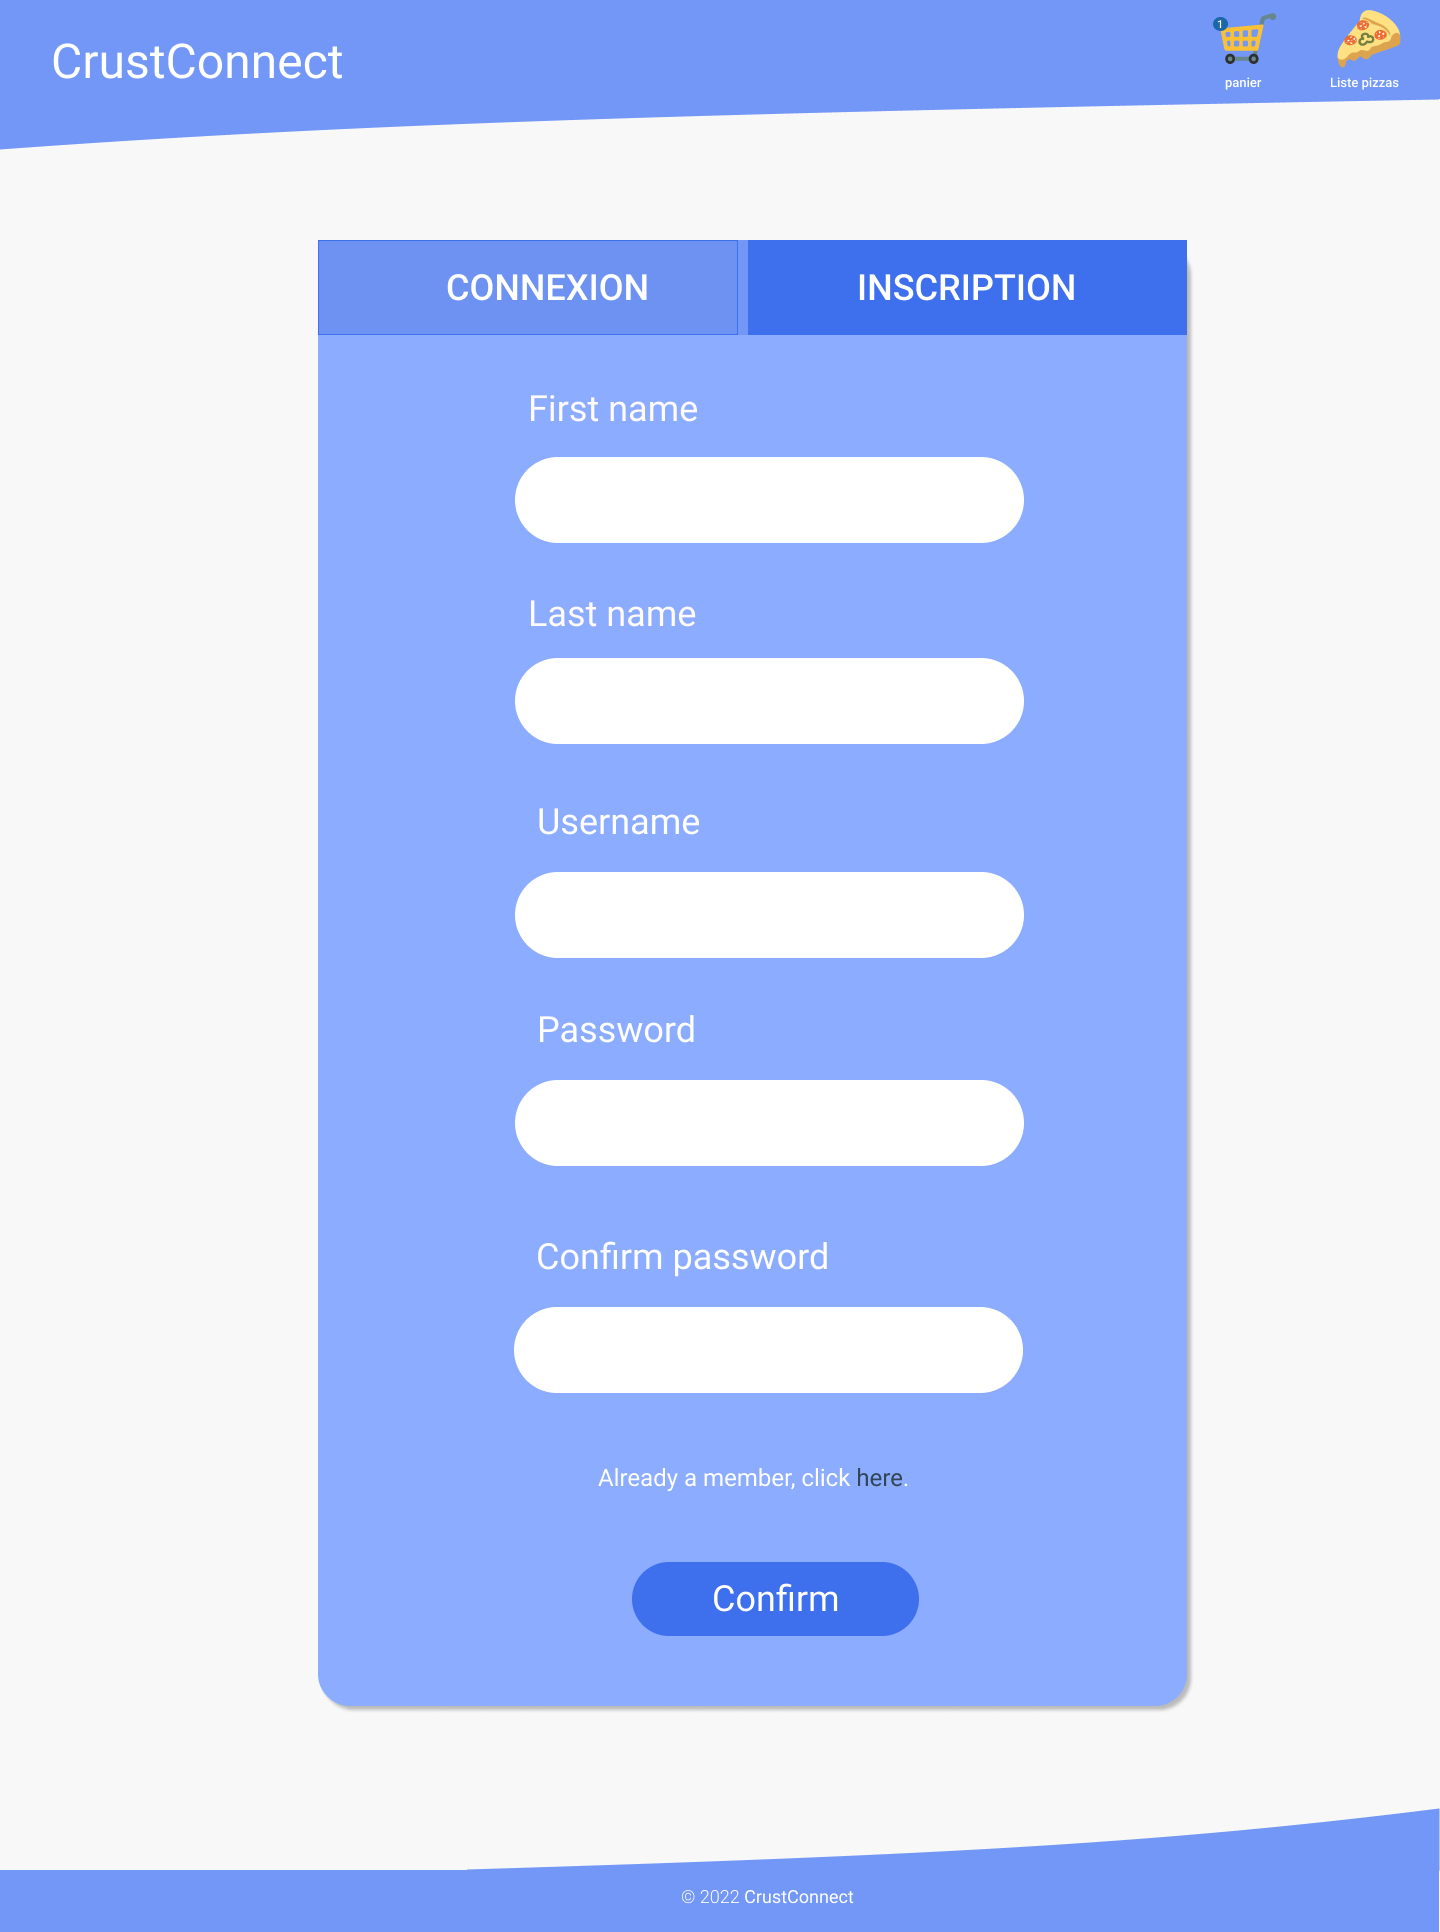 CrustConnect
1
panier
Liste pizzas
CONNEXION
INSCRIPTION
First name
Last name
Username
Password
Confirm password
Already a member, click here.
Confirm
© 2022 CrustConnect